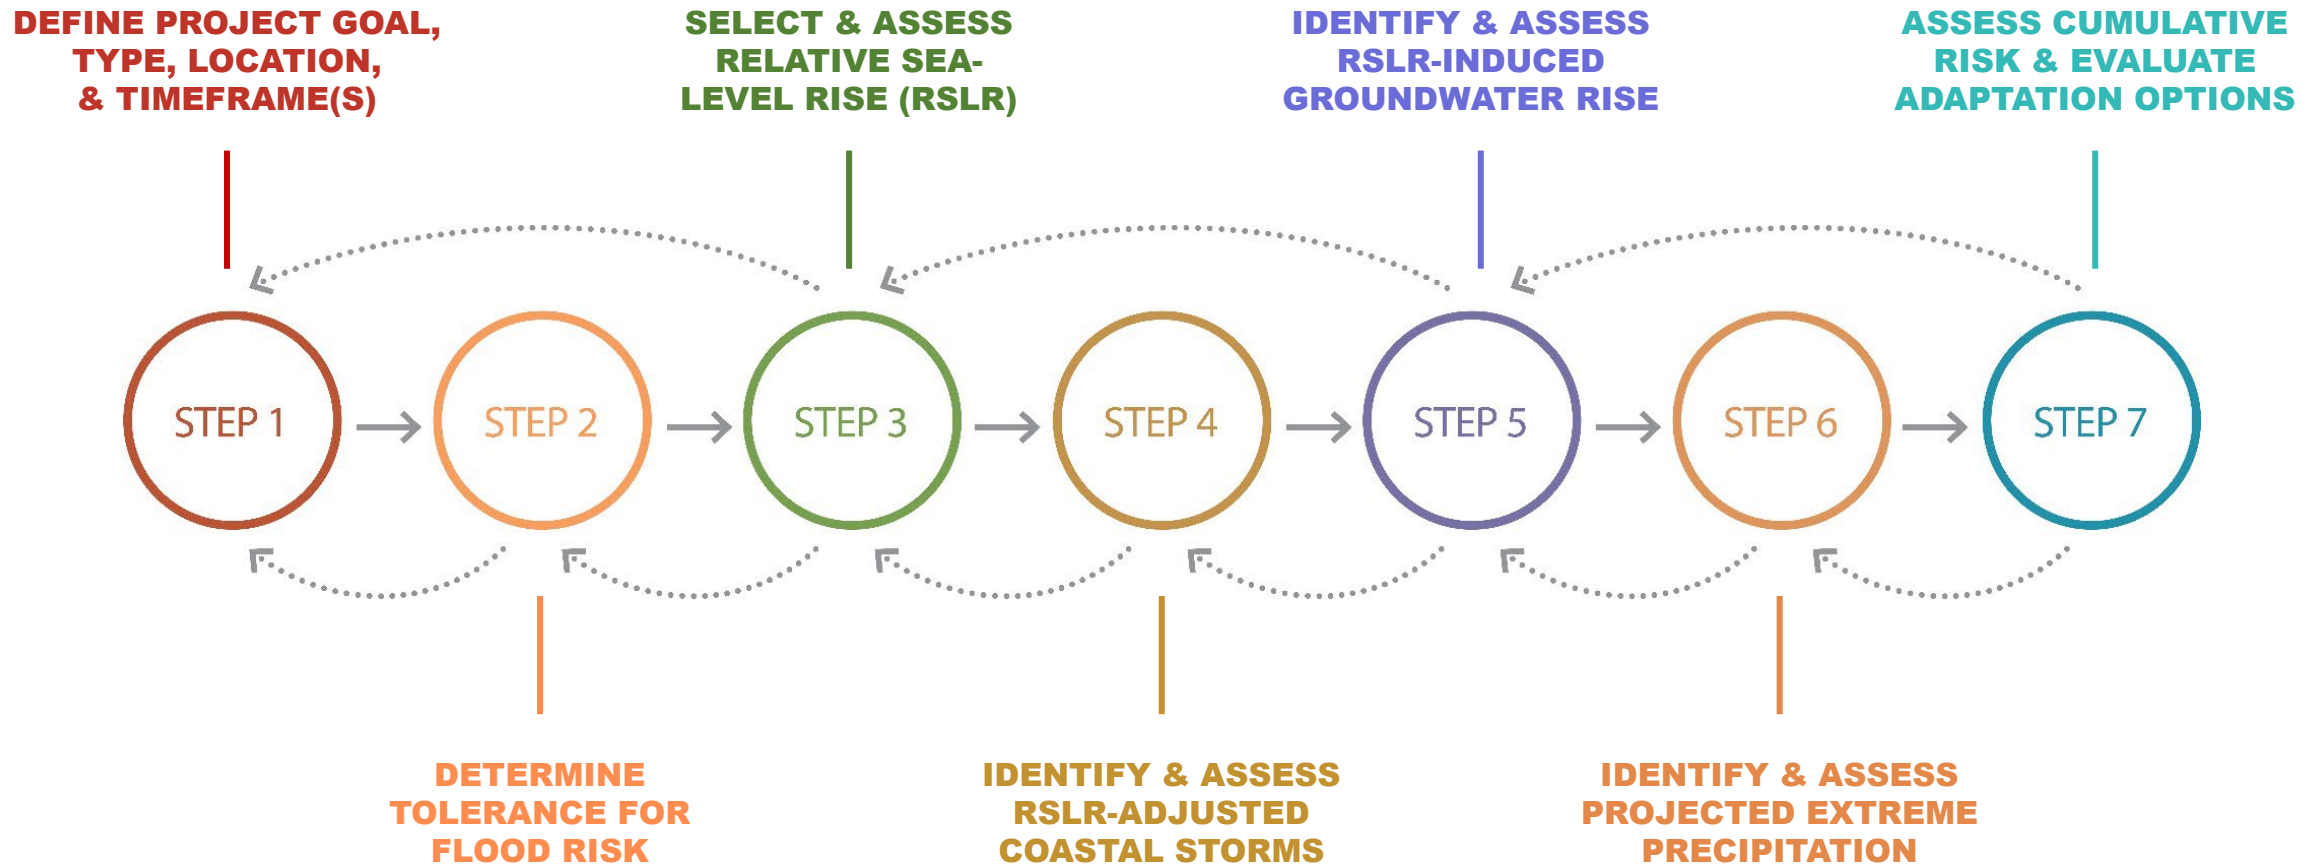 DEFINE PROJECT GOAL,
TYPE, LOCATION,
& TIMEFRAME(S)
SELECT & ASSESS
RELATIVE SEA-
LEVEL RISE (RSLR)
IDENTIFY & ASSESS
RSLR-INDUCED
GROUNDWATER RISE
ASSESS CUMULATIVE
RISK & EVALUATE
ADAPTATION OPTIONS
STEP 1
STEP 2
STEP 3
STEP 4
STEP 5
STEP 6
STEP 7
DETERMINE
TOLERANCE FOR
FLOOD RISK
IDENTIFY & ASSESS
RSLR-ADJUSTED
COASTAL STORMS
IDENTIFY & ASSESS
PROJECTED EXTREME
PRECIPITATION